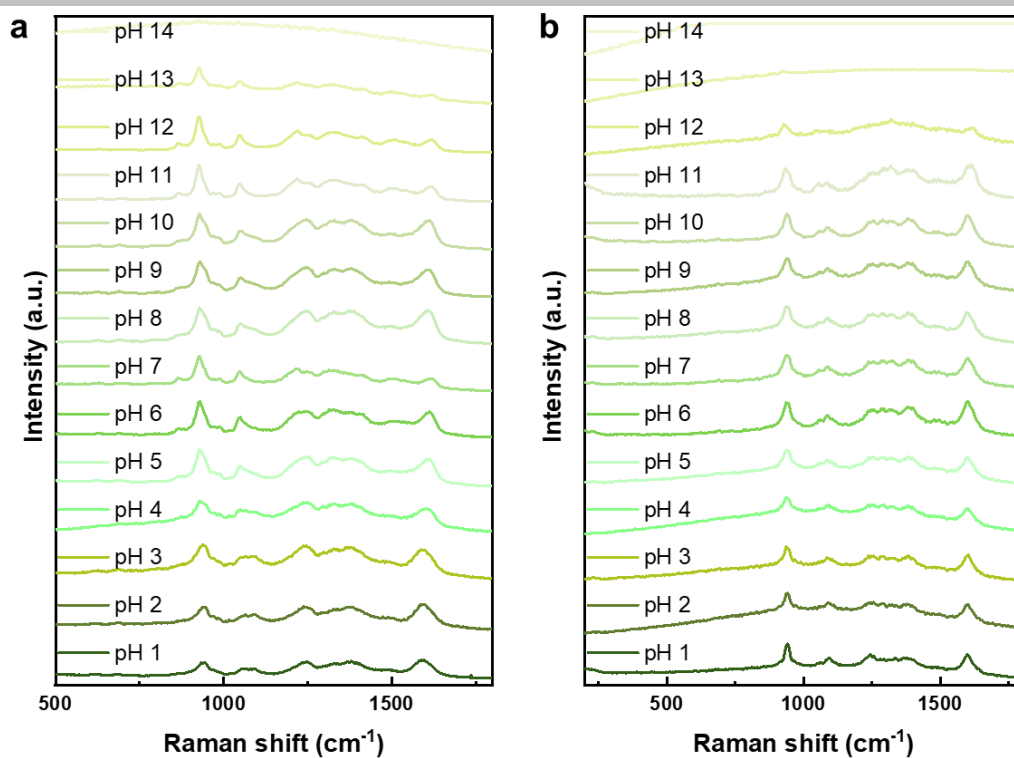 a
pH 14
pH 13
pH 12
pH 11
pH 10
pH 9
pH 8
pH 7
pH 6
pH 5
pH 4
pH 3
pH 2
pH 1
Intensity (a.u.)
500 1000 1500
Raman shift (cm⁻¹)
b
pH 14
pH 13
pH 12
pH 11
pH 10
pH 9
pH 8
pH 7
pH 6
pH 5
pH 4
pH 3
pH 2
pH 1
Intensity (a.u.)
500 1000 1500
Raman shift (cm⁻¹)